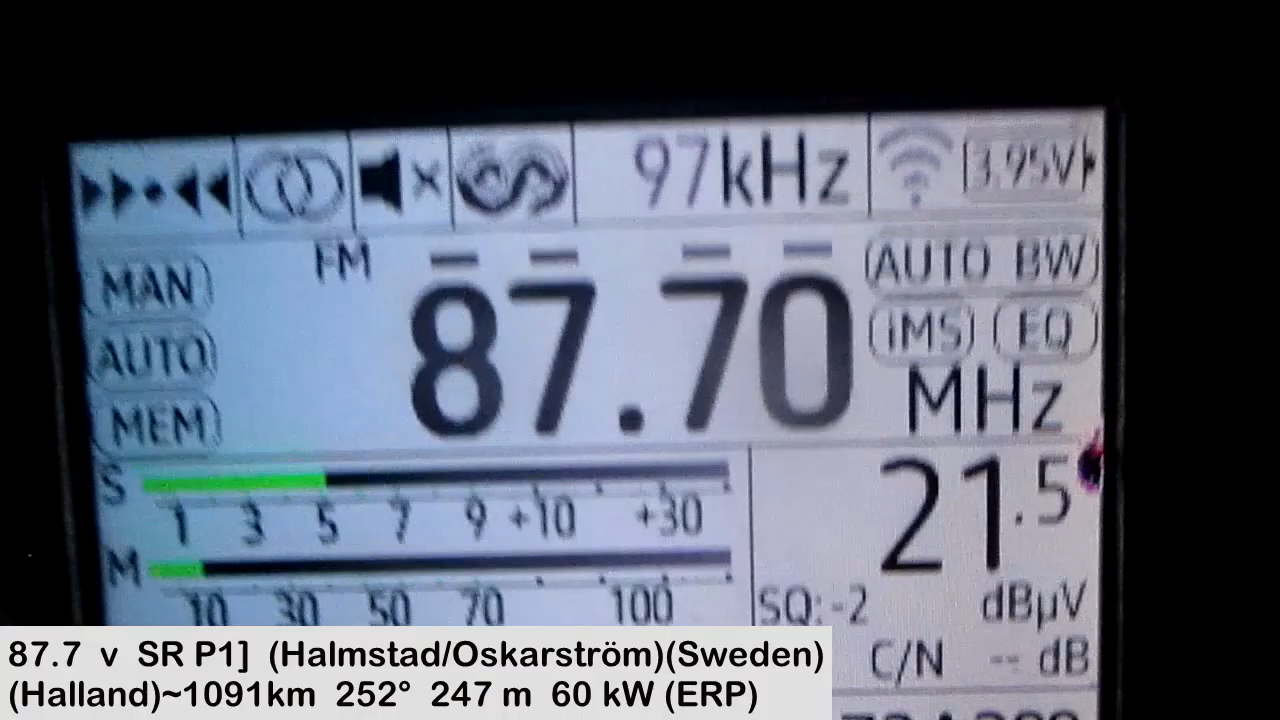 97kHz 3.95V
FM
MAN 87.70 AUTO BW
AUTO iMS EQ
MEM MHz
S
1 3 5 7 9 +10 +30 21.5
M
10 30 50 70 100 SQ:-2 dBµV
C/N -- dB
87.7 v SR P1] (Halmstad/Oskarström)(Sweden)
(Halland)~1091km 252° 247 m 60 kW (ERP)